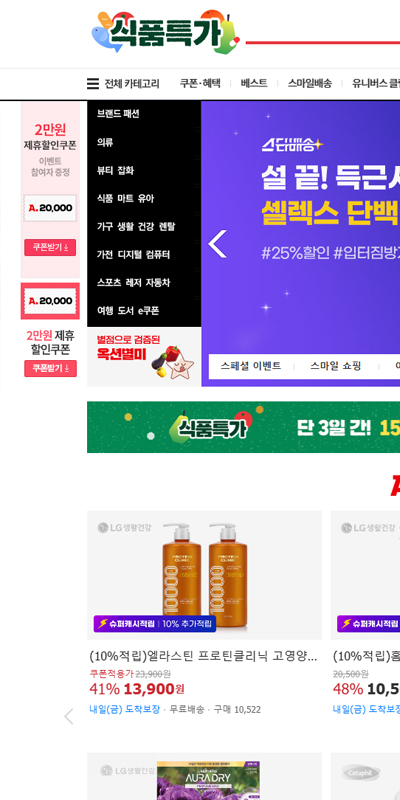 식품특가
전체 카테고리
쿠폰·혜택
베스트
스마일배송
유니버스 클
2만원
제휴할인쿠폰
이벤트
참여자 증정
A. 20,000
쿠폰받기
A. 20,000
2만원 제휴
할인쿠폰
쿠폰받기
브랜드 패션
의류
뷰티 잡화
식품 마트 유아
가구 생활 건강 렌탈
가전 디지털 컴퓨터
스포츠 레저 자동차
여행 도서 e쿠폰
별점으로 검증된
옥션별미
스타배송
설 끝! 득근
셀렉스 단백
#25%할인 #입터짐방
스페셜 이벤트
스마일 쇼핑
식품특가
단 3일 간! 15
LG생활건강
PROTEIN
CLINIC
10000
10000
슈퍼캐시적립 | 10% 추가적립
(10%적립)엘라스틴 프로틴클리닉 고영양...
쿠폰적용가 23,900원
41% 13,900원
내일(금) 도착보장 · 무료배송 · 구매 10,522
LG생활건강
슈퍼캐시적립
(10%적립)홈
20,500원
48% 10,5
내일(금) 도착보장
LG생활건강
AURADRY
Cetaphil